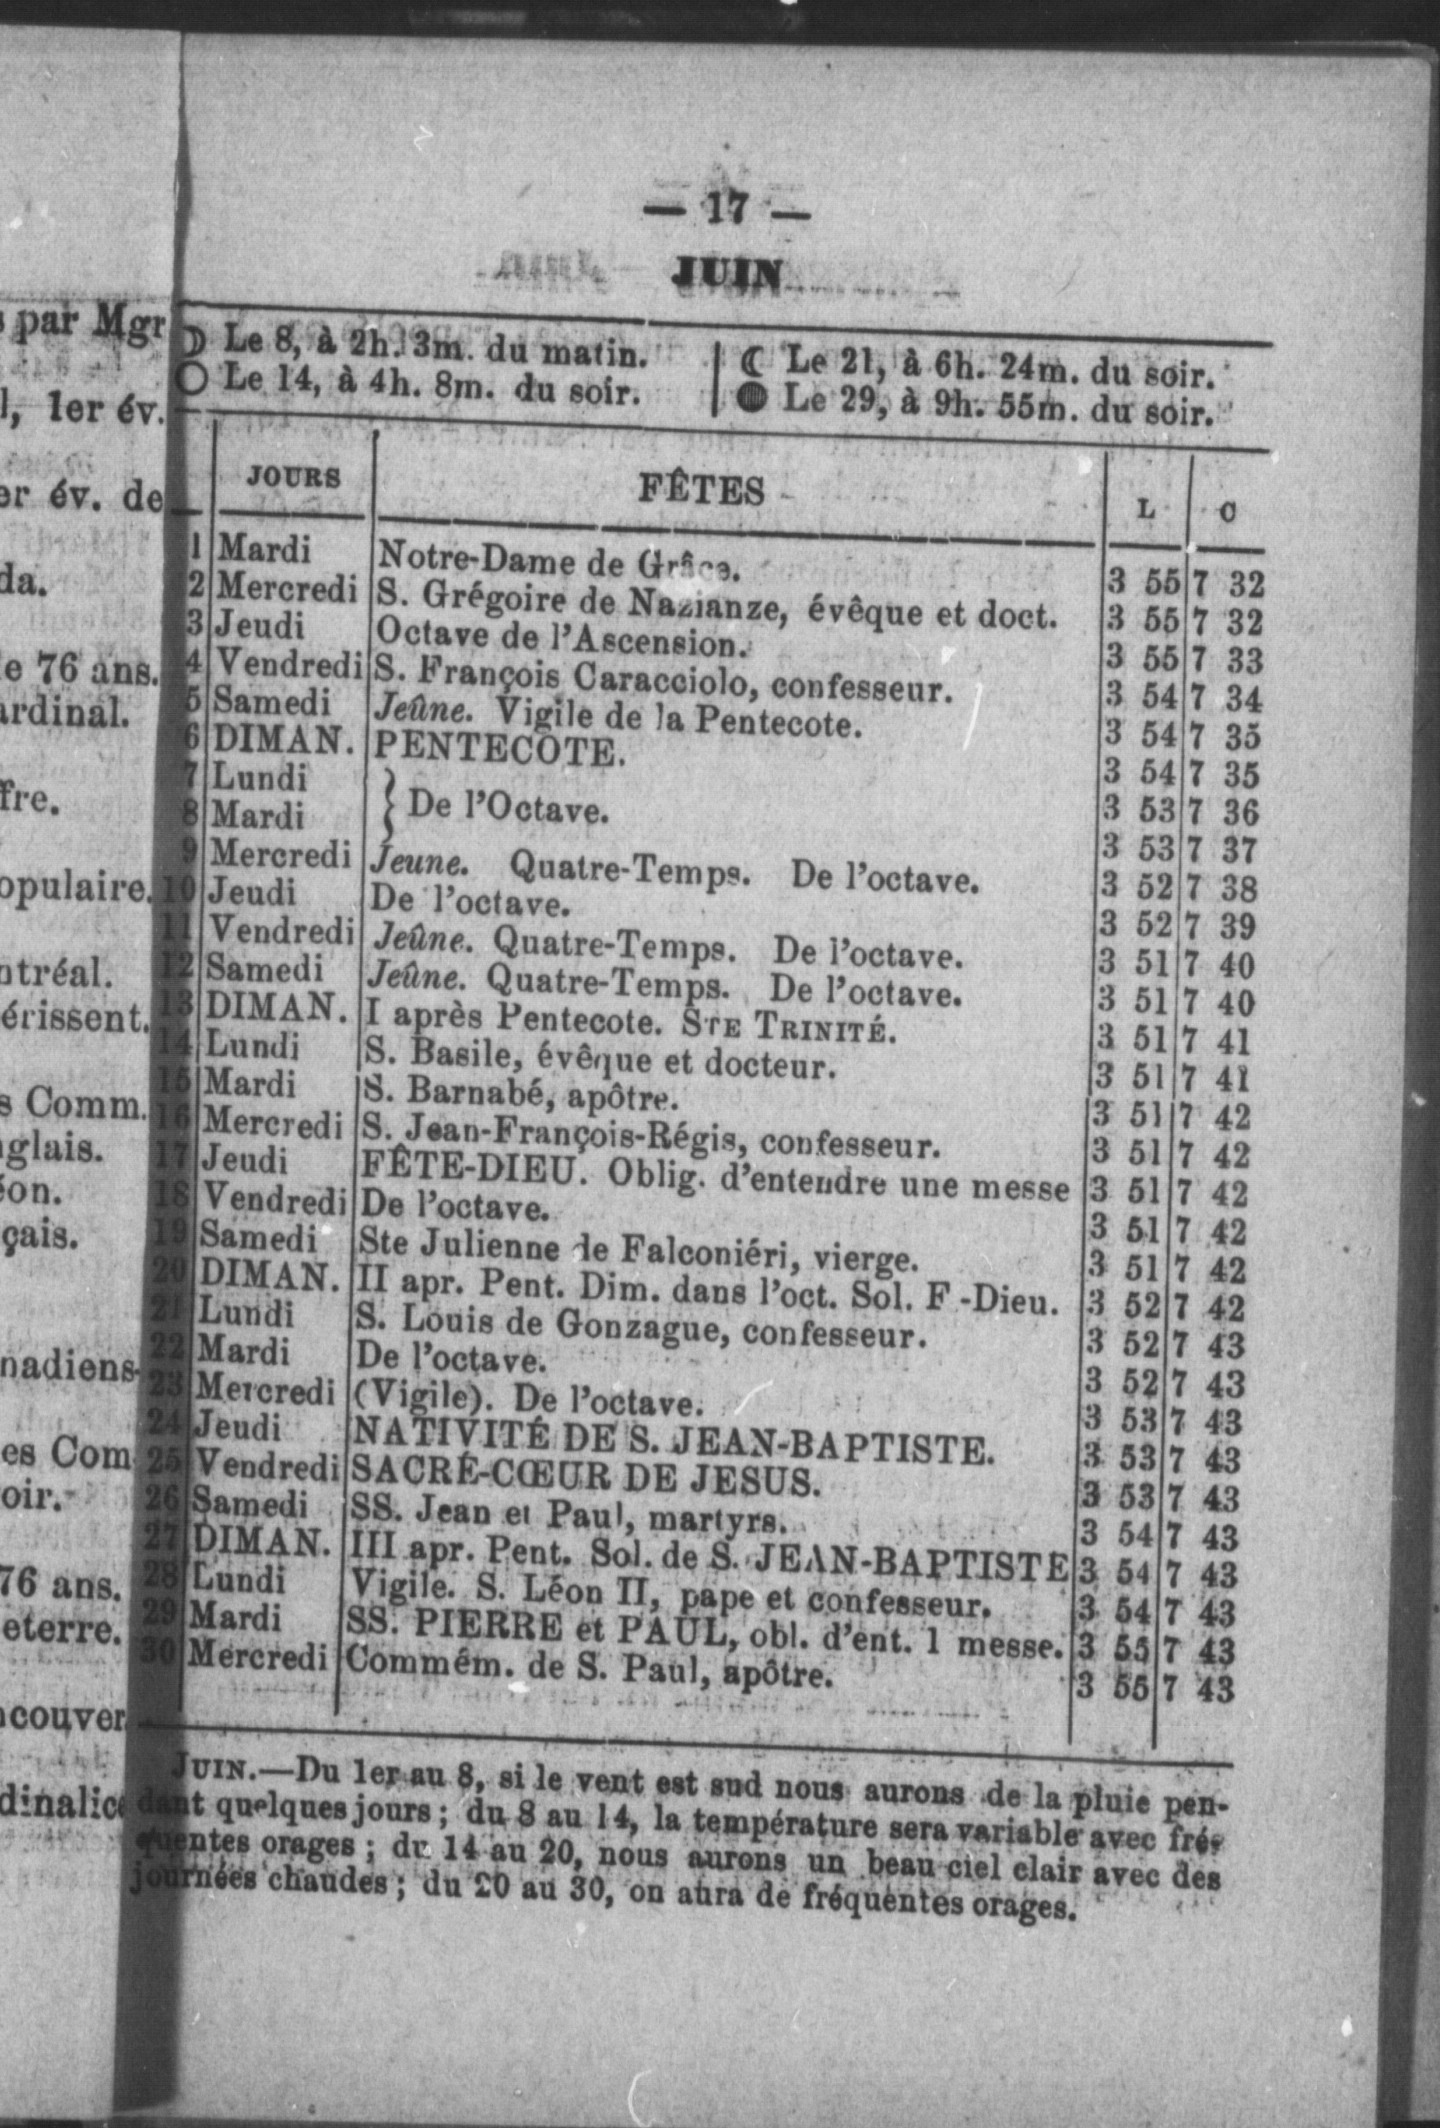 — 17 —
JUIN
☽ Le 8, à 2h. 3m. du matin.
○ Le 14, à 4h. 8m. du soir.
☾ Le 21, à 6h. 24m. du soir.
● Le 29, à 9h. 55m. du soir.
JOURS FÊTES L C
1 Mardi Notre-Dame de Grâce. 3 55 7 32
2 Mercredi S. Grégoire de Nazianze, évêque et doct. 3 55 7 32
3 Jeudi Octave de l'Ascension. 3 55 7 33
4 Vendredi S. François Caracciolo, confesseur. 3 54 7 34
5 Samedi Jeûne. Vigile de la Pentecote. 3 54 7 35
6 DIMAN. PENTECOTE. 3 54 7 35
7 Lundi } De l'Octave. 3 53 7 36
8 Mardi 3 53 7 37
9 Mercredi Jeune. Quatre-Temps. De l'octave. 3 52 7 38
10 Jeudi De l'octave. 3 52 7 39
11 Vendredi Jeûne. Quatre-Temps. De l'octave. 3 51 7 40
12 Samedi Jeûne. Quatre-Temps. De l'octave. 3 51 7 40
13 DIMAN. I après Pentecote. STE TRINITÉ. 3 51 7 41
14 Lundi S. Basile, évêque et docteur. 3 51 7 41
15 Mardi S. Barnabé, apôtre. 3 51 7 42
16 Mercredi S. Jean-François-Régis, confesseur. 3 51 7 42
17 Jeudi FÊTE-DIEU. Oblig. d'entendre une messe 3 51 7 42
18 Vendredi De l'octave. 3 51 7 42
19 Samedi Ste Julienne de Falconiéri, vierge. 3 51 7 42
20 DIMAN. II apr. Pent. Dim. dans l'oct. Sol. F-Dieu. 3 52 7 42
21 Lundi S. Louis de Gonzague, confesseur. 3 52 7 43
22 Mardi De l'octave. 3 52 7 43
23 Mercredi (Vigile). De l'octave. 3 53 7 43
24 Jeudi NATIVITÉ DE S. JEAN-BAPTISTE. 3 53 7 43
25 Vendredi SACRÉ-CŒUR DE JESUS. 3 53 7 43
26 Samedi SS. Jean et Paul, martyrs. 3 54 7 43
27 DIMAN. III apr. Pent. Sol. de S. JEAN-BAPTISTE 3 54 7 43
28 Lundi Vigile. S. Léon II, pape et confesseur. 3 54 7 43
29 Mardi SS. PIERRE et PAUL, obl. d'ent. 1 messe. 3 55 7 43
30 Mercredi Commém. de S. Paul, apôtre. 3 55 7 43
JUIN.—Du 1er au 8, si le vent est sud nous aurons de la pluie pen-
dant quelques jours ; du 8 au 14, la température sera variable avec fré-
quentes orages ; du 14 au 20, nous aurons un beau ciel clair avec des
journées chaudes ; du 20 au 30, on aura de fréquentes orages.
par Mgr
1er év.
év. de
76 ans.
Comm.
76 ans.